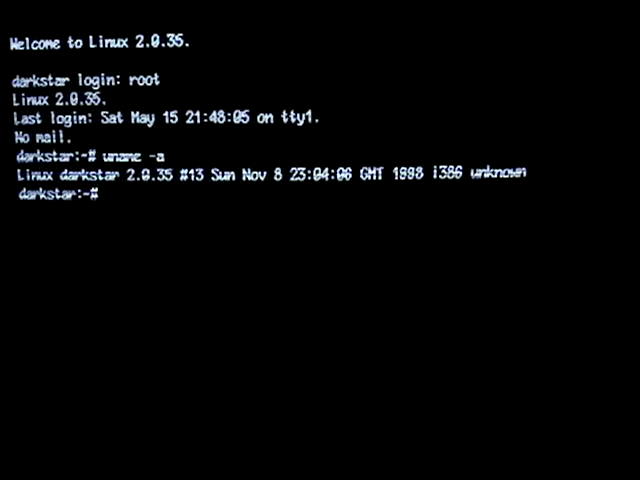 Welcome to Linux 2.0.35.
darkstar login: root
Linux 2.0.35.
Last login: Sat May 15 21:48:05 on tty1.
No mail.
darkstar:~# uname -a
Linux darkstar 2.0.35 #13 Sun Nov 8 23:04:06 GMT 1998 i386 unknown
darkstar:~#